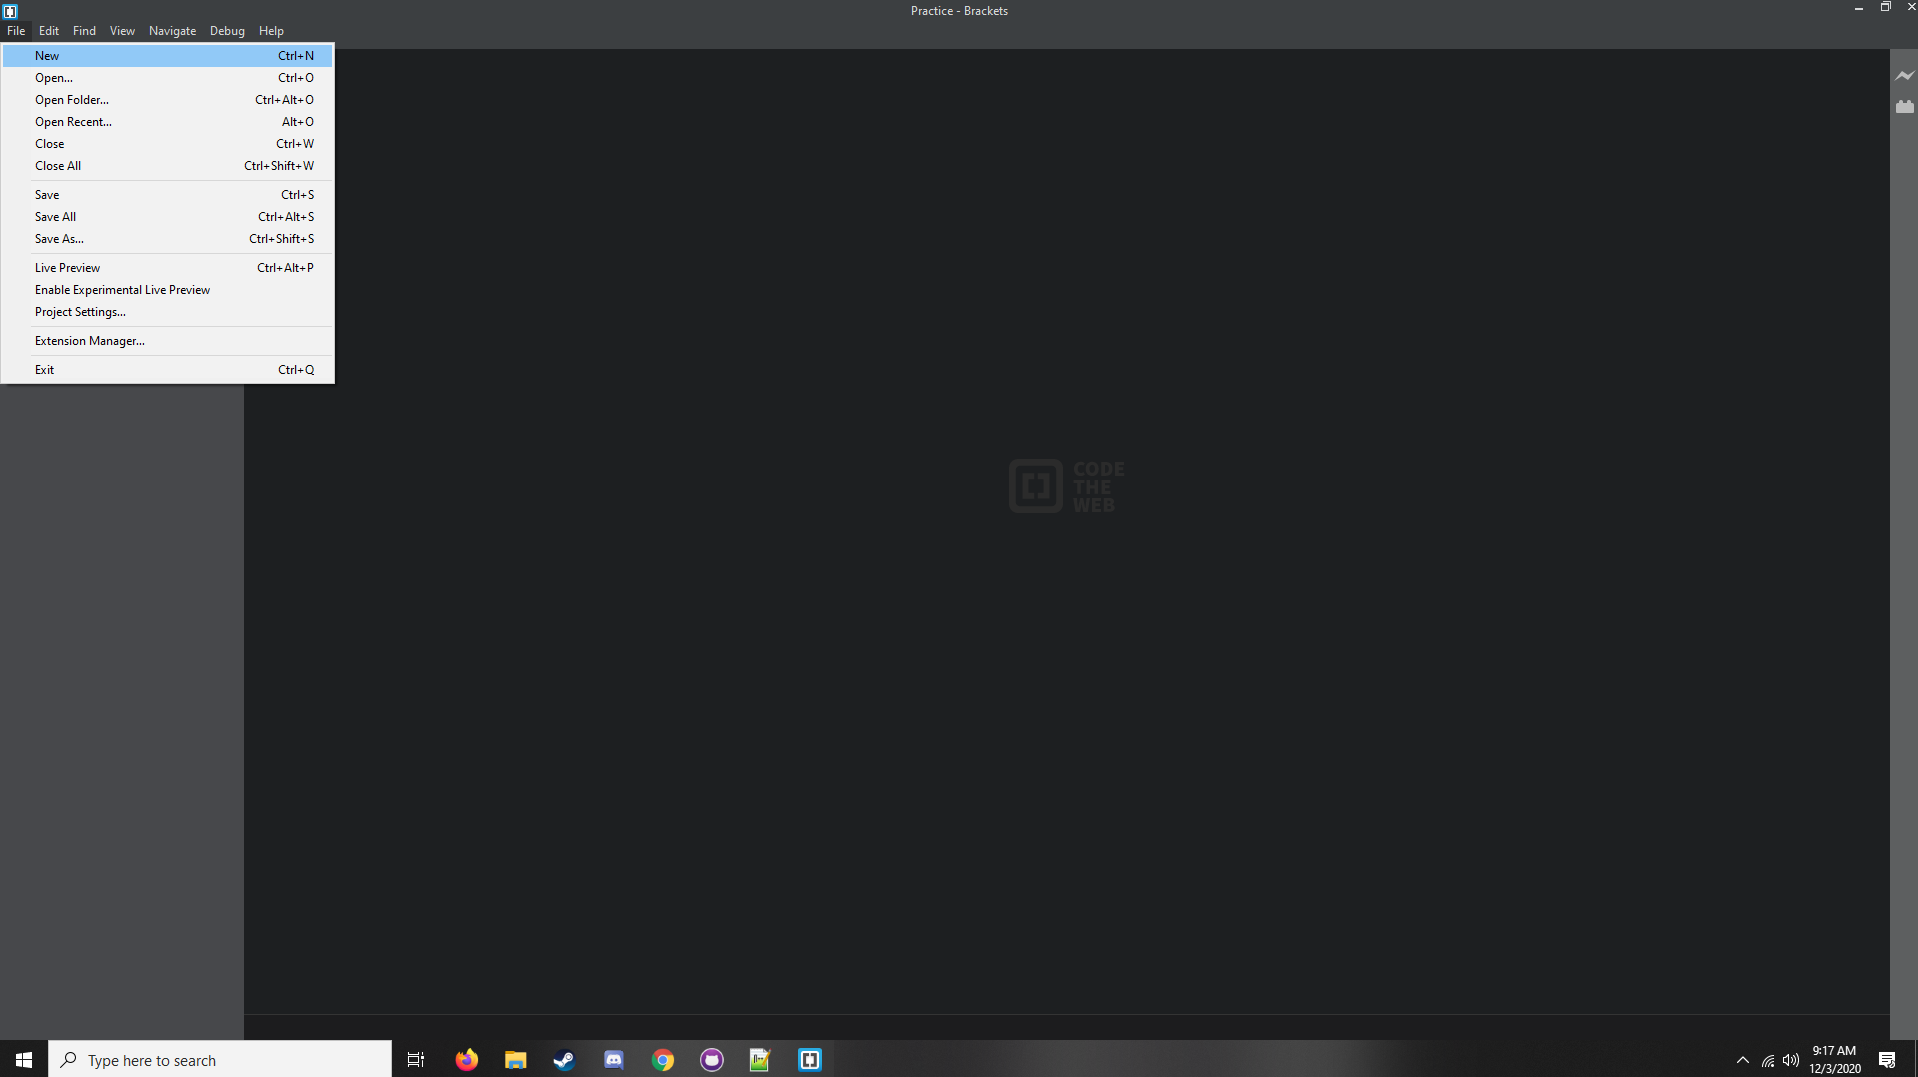 Practice - Brackets
File Edit Find View Navigate Debug Help
New Ctrl+N
Open... Ctrl+O
Open Folder... Ctrl+Alt+O
Open Recent... Alt+O
Close Ctrl+W
Close All Ctrl+Shift+W
Save Ctrl+S
Save All Ctrl+Alt+S
Save As... Ctrl+Shift+S
Live Preview Ctrl+Alt+P
Enable Experimental Live Preview
Project Settings...
Extension Manager...
Exit Ctrl+Q
CODE
THE
WEB
Type here to search
9:17 AM
12/3/2020